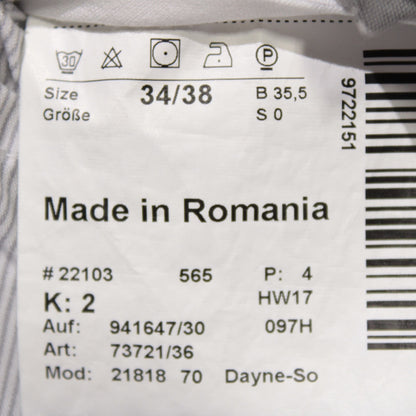 30 P
Size 34/38 B 35,5
Größe S 0
9722151
Made in Romania
# 22103 565 P: 4
K: 2 HW17
Auf: 941647/30 097H
Art: 73721/36
Mod: 21818 70 Dayne-So